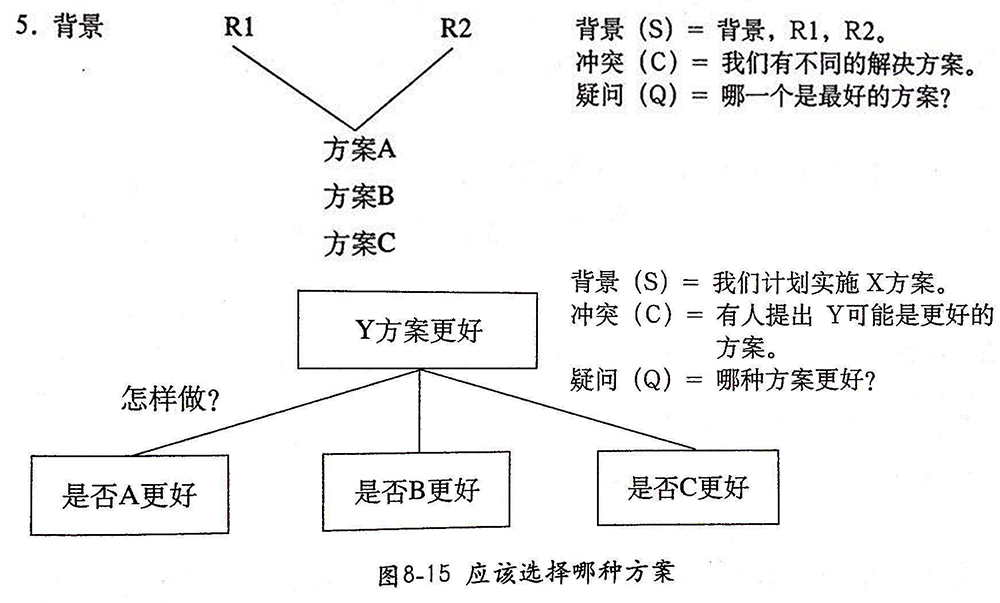 5. 背景
R1
R2
方案A
方案B
方案C
背景（S）= 背景，R1，R2。
冲突（C）= 我们有不同的解决方案。
疑问（Q）= 哪一个是最好的方案？
背景（S）= 我们计划实施 X方案。
冲突（C）= 有人提出 Y可能是更好的
方案。
疑问（Q）= 哪种方案更好？
Y方案更好
怎样做？
是否A更好
是否B更好
是否C更好
图8-15 应该选择哪种方案